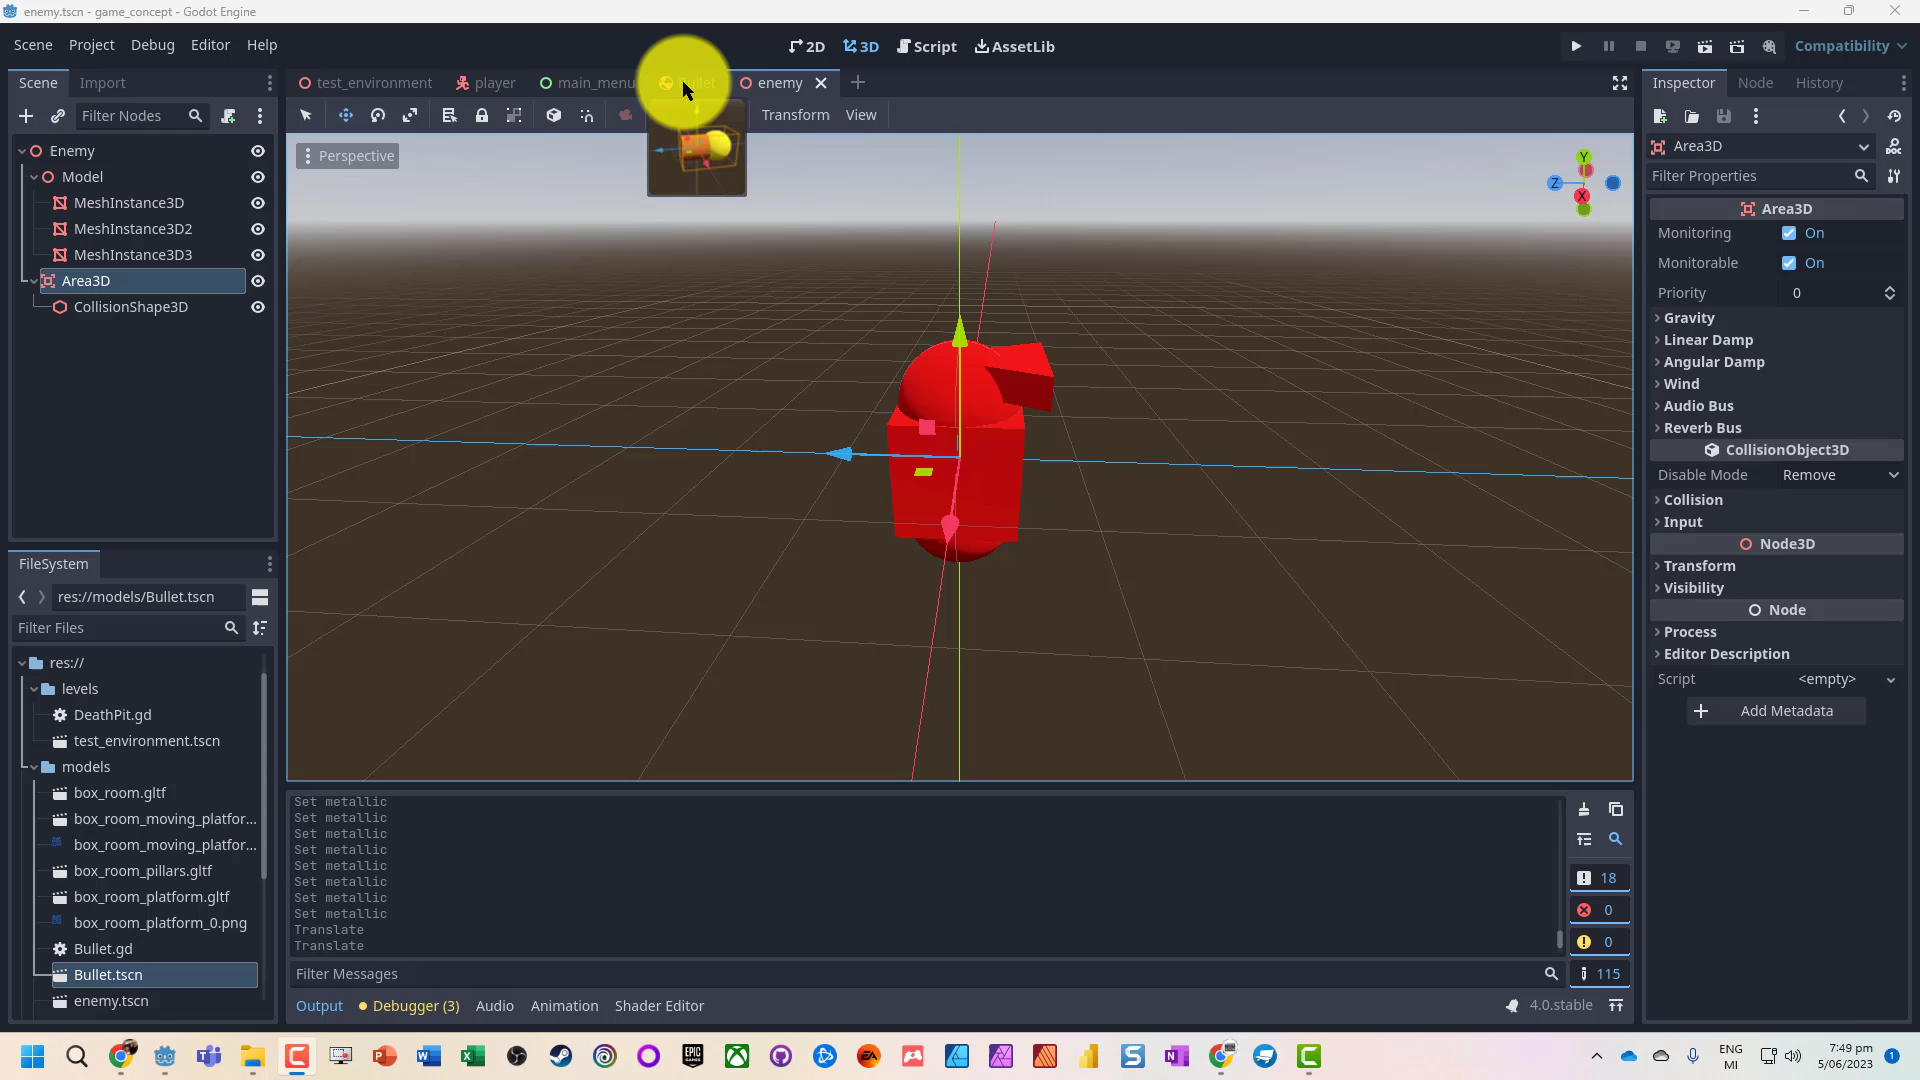 enemy.tscn - game_concept - Godot Engine
Scene Project Debug Editor Help
2D 3D Script AssetLib
Compatibility
Scene Import
test_environment player main_menu Bullet enemy
Inspector Node History
Filter Nodes
Transform View
Perspective
Enemy
Model
MeshInstance3D
MeshInstance3D2
MeshInstance3D3
Area3D
CollisionShape3D
Y
Z
X
Area3D
Filter Properties
Area3D
Monitoring On
Monitorable On
Priority 0
Gravity
Linear Damp
Angular Damp
Wind
Audio Bus
Reverb Bus
CollisionObject3D
Disable Mode Remove
Collision
Input
Node3D
Transform
Visibility
Node
Process
Editor Description
Script <empty>
Add Metadata
FileSystem
res://models/Bullet.tscn
Filter Files
res://
levels
DeathPit.gd
test_environment.tscn
models
box_room.gltf
box_room_moving_platfor...
box_room_moving_platfor...
box_room_pillars.gltf
box_room_platform.gltf
box_room_platform_0.png
Bullet.gd
Bullet.tscn
enemy.tscn
Set metallic
Set metallic
Set metallic
Set metallic
Set metallic
Set metallic
Set metallic
Set metallic
Translate
Translate
18
0
0
115
Filter Messages
Output Debugger (3) Audio Animation Shader Editor
4.0.stable
ENG
MI
7:49 pm
5/06/2023
1